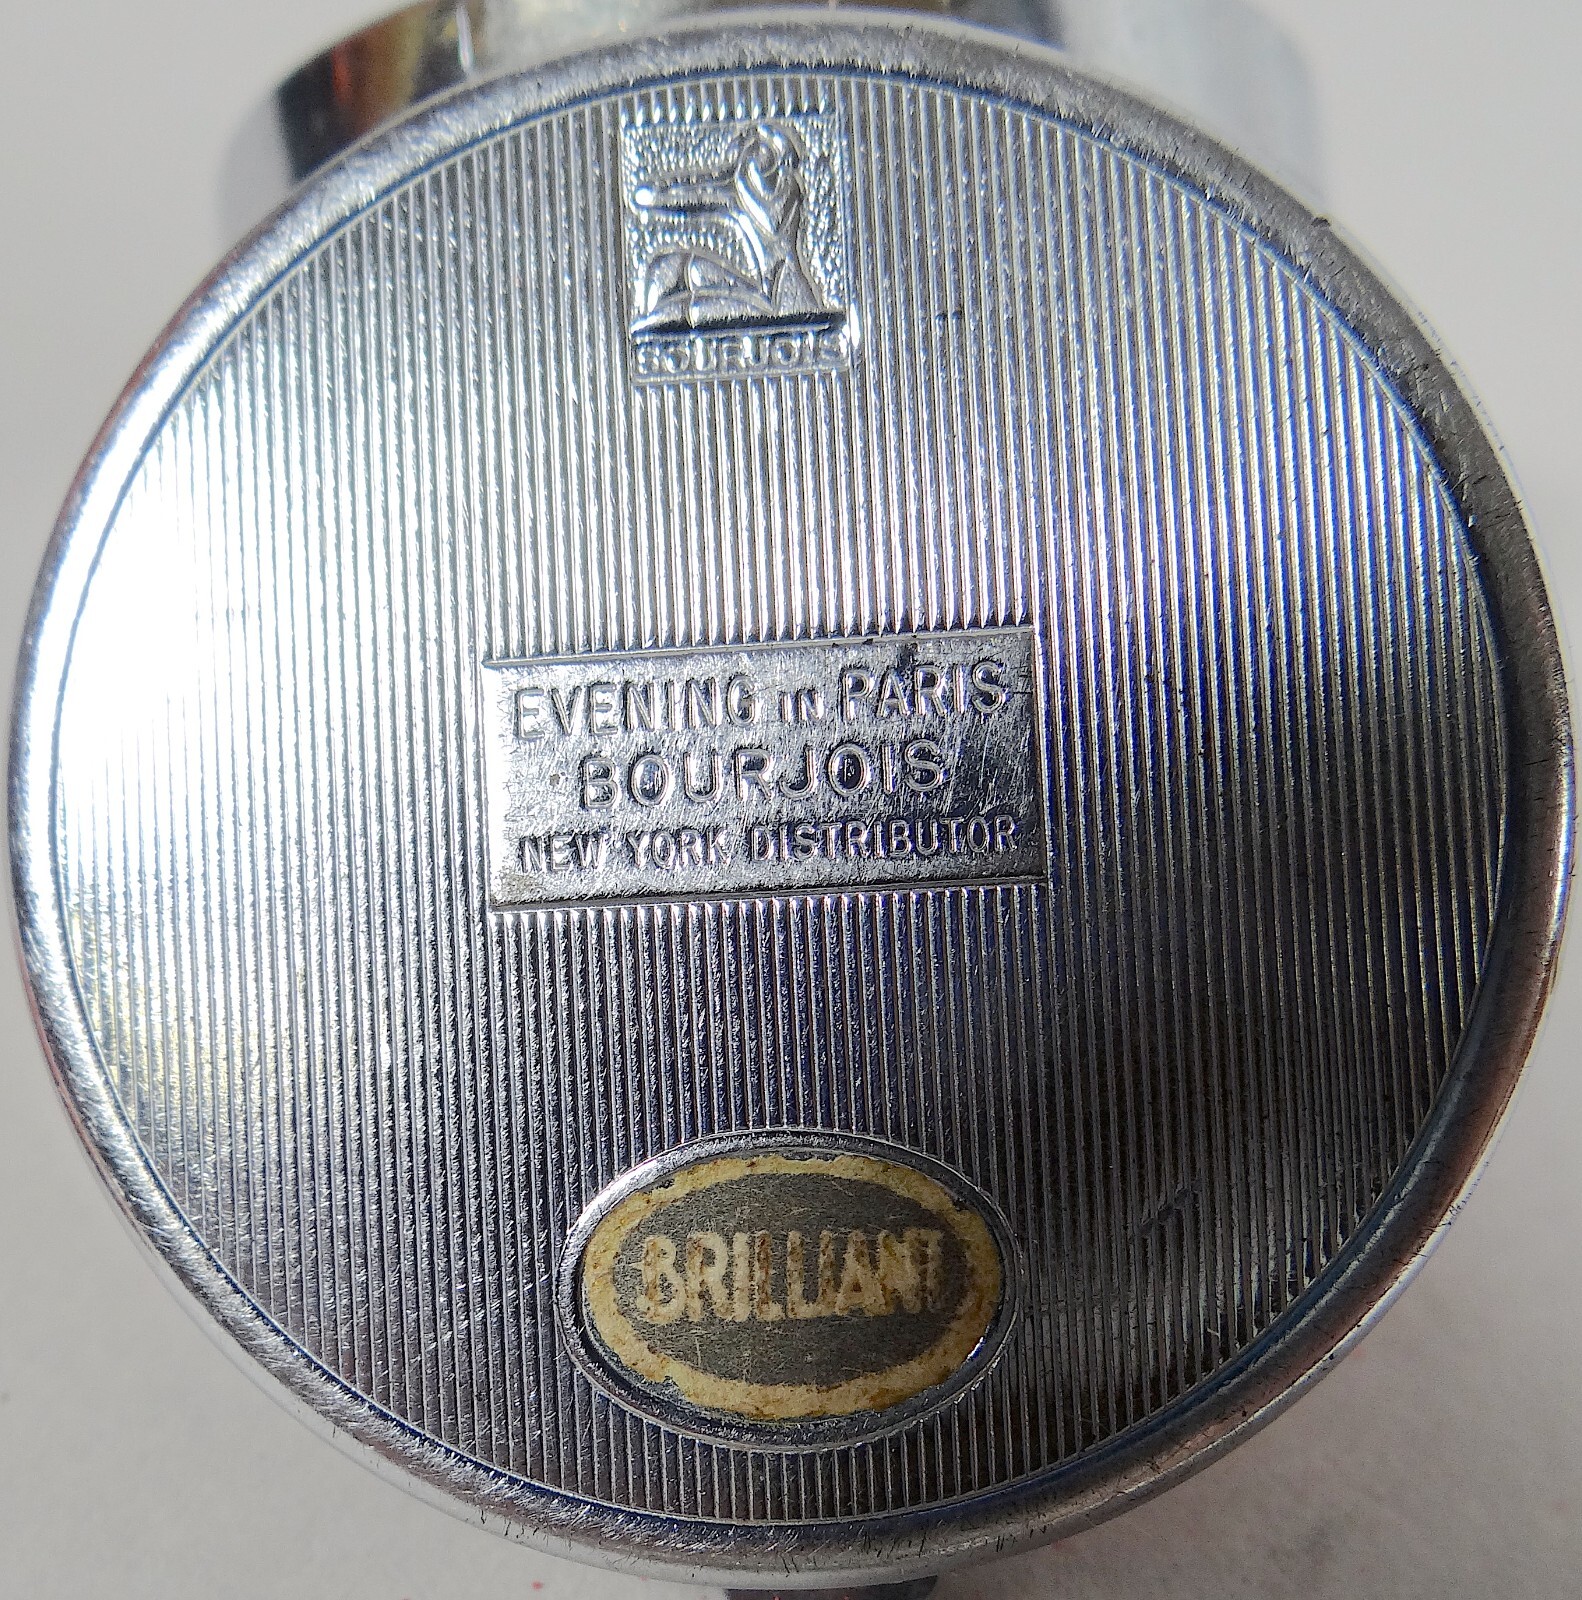 BOURJOIS
EVENING IN PARIS
BOURJOIS
NEW YORK DISTRIBUTOR
BRILLIANT